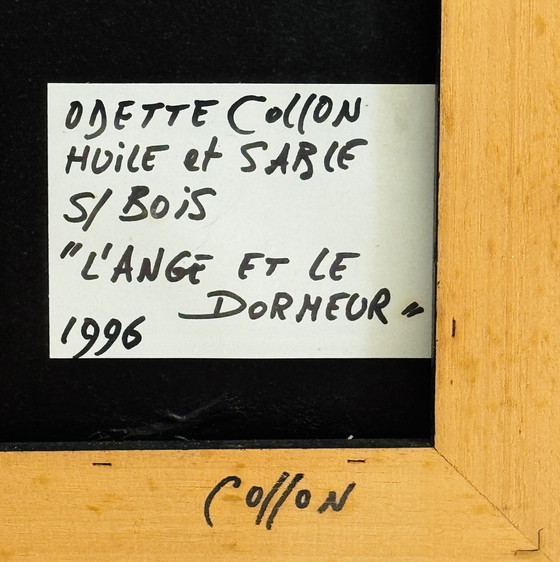 ODETTE Collon
HUILE et SABLE
S/ BOIS
"L'ANGE ET LE
DORMEUR"
1996
Collon